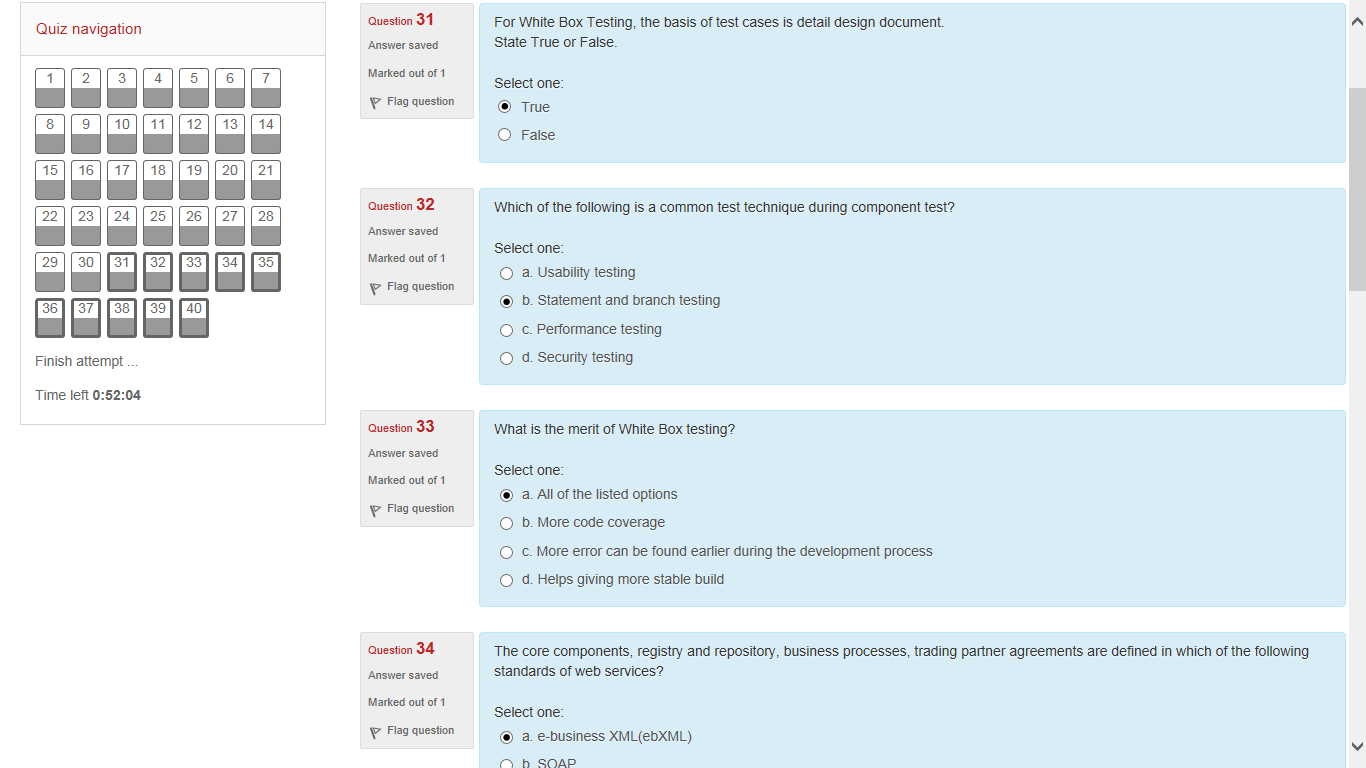 Quiz navigation
1 2 3 4 5 6 7
8 9 10 11 12 13 14
15 16 17 18 19 20 21
22 23 24 25 26 27 28
29 30 31 32 33 34 35
36 37 38 39 40
Finish attempt ...
Time left 0:52:04
Question 31
Answer saved
Marked out of 1
Flag question
For White Box Testing, the basis of test cases is detail design document.
State True or False.
Select one:
True
False
Question 32
Answer saved
Marked out of 1
Flag question
Which of the following is a common test technique during component test?
Select one:
a. Usability testing
b. Statement and branch testing
c. Performance testing
d. Security testing
Question 33
Answer saved
Marked out of 1
Flag question
What is the merit of White Box testing?
Select one:
a. All of the listed options
b. More code coverage
c. More error can be found earlier during the development process
d. Helps giving more stable build
Question 34
Answer saved
Marked out of 1
Flag question
The core components, registry and repository, business processes, trading partner agreements are defined in which of the following
standards of web services?
Select one:
a. e-business XML(ebXML)
b. SOAP